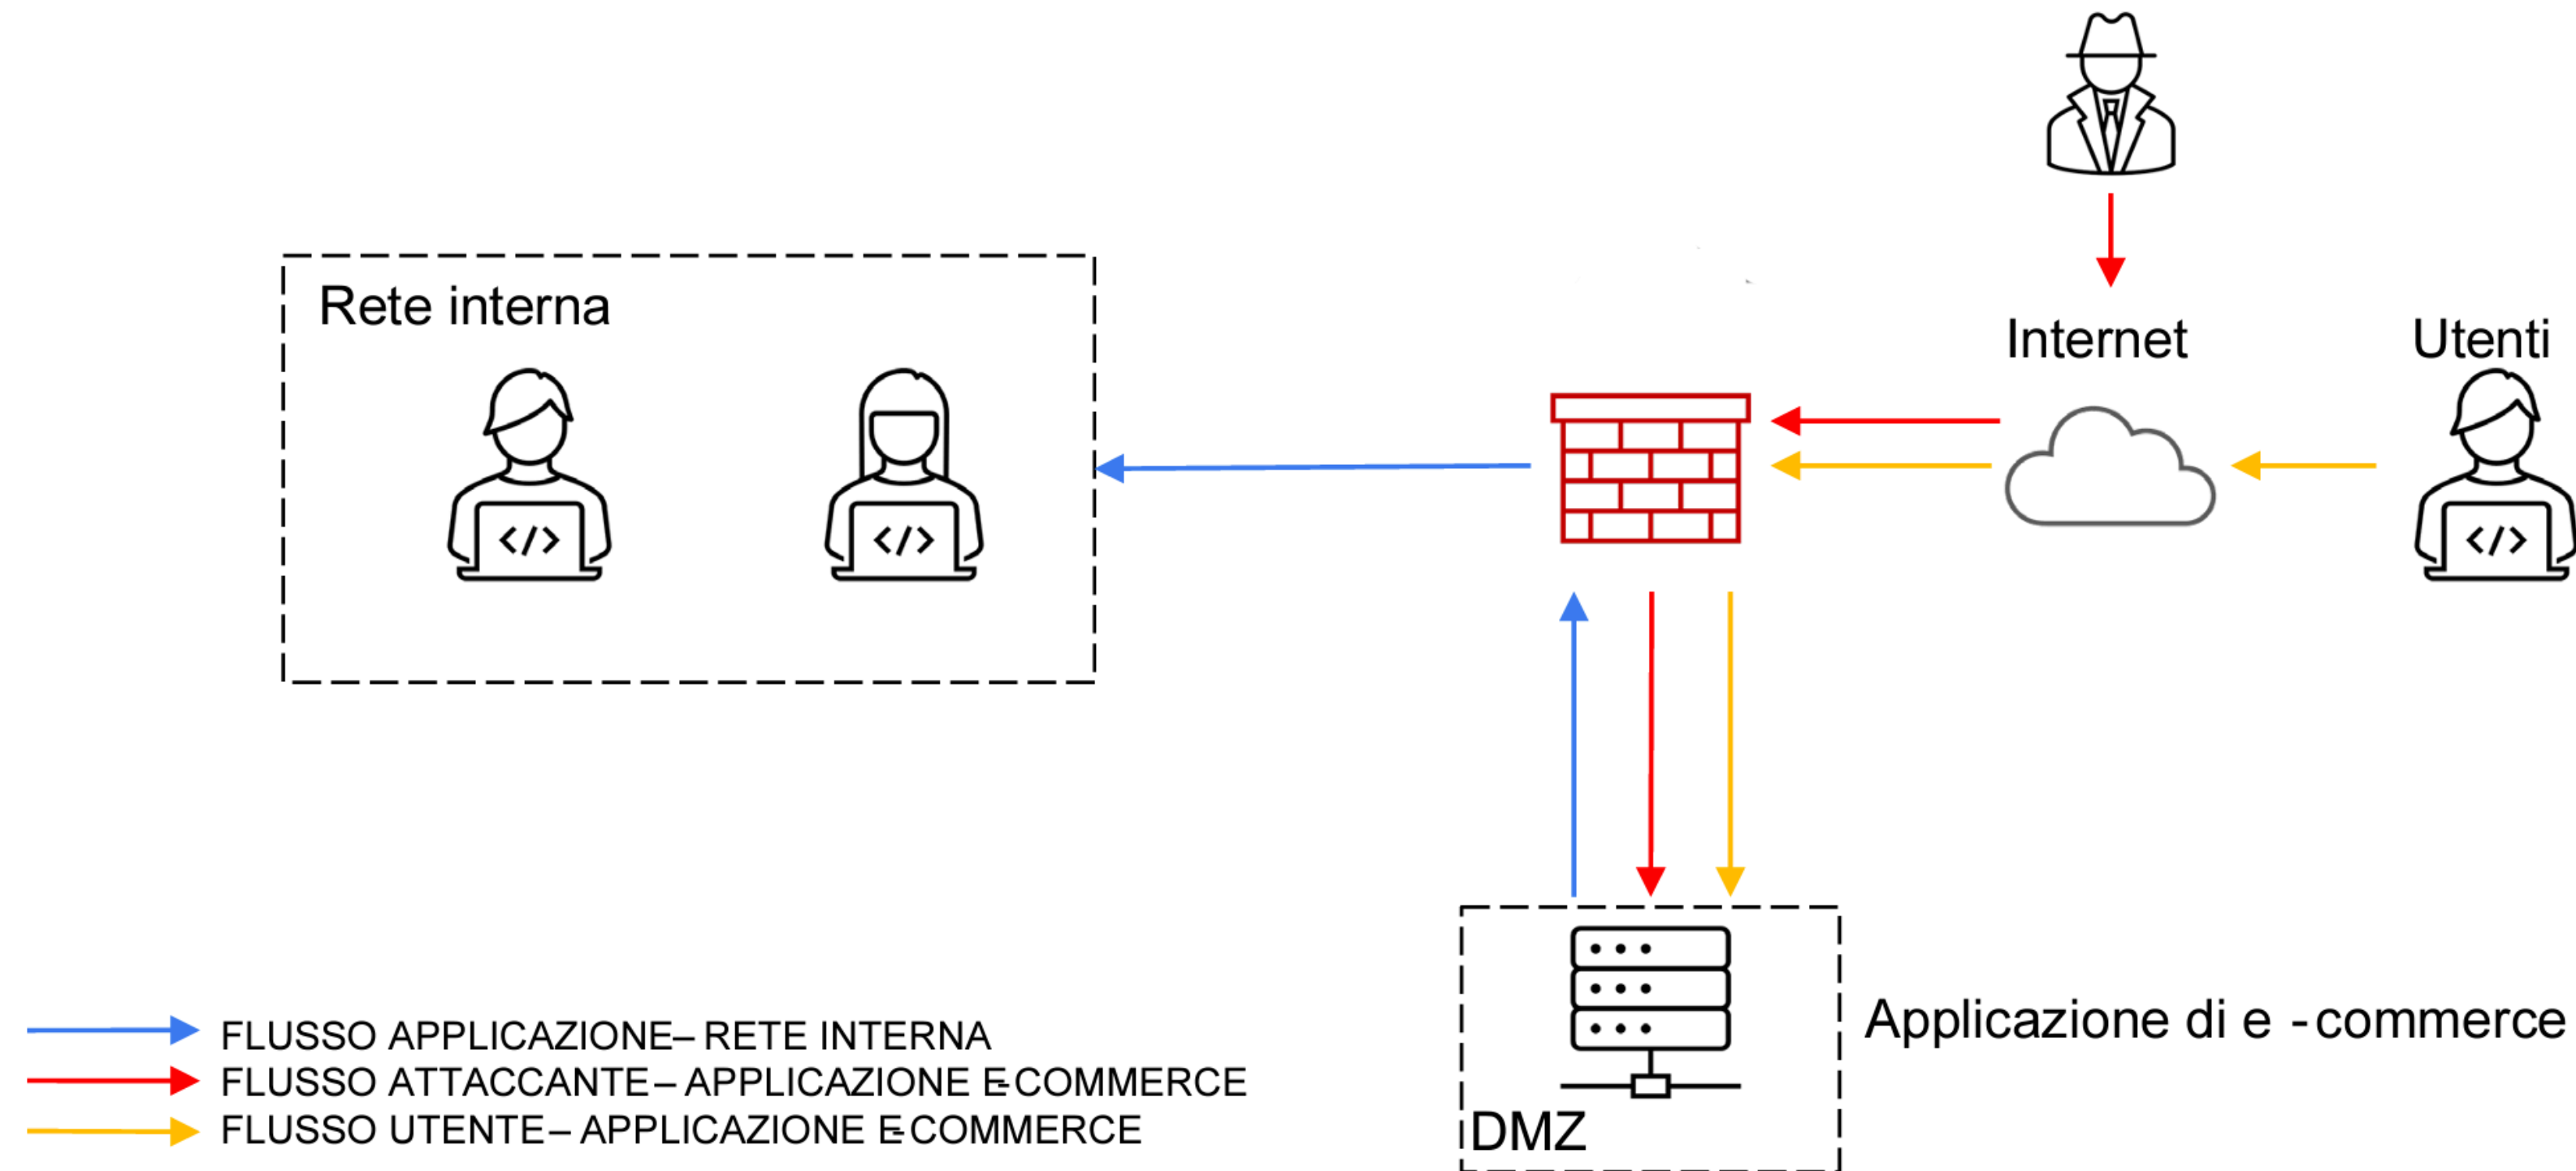 Rete interna
Internet
Utenti
Applicazione di e -commerce
DMZ
FLUSSO APPLICAZIONE– RETE INTERNA
FLUSSO ATTACCANTE– APPLICAZIONE E-COMMERCE
FLUSSO UTENTE– APPLICAZIONE E-COMMERCE